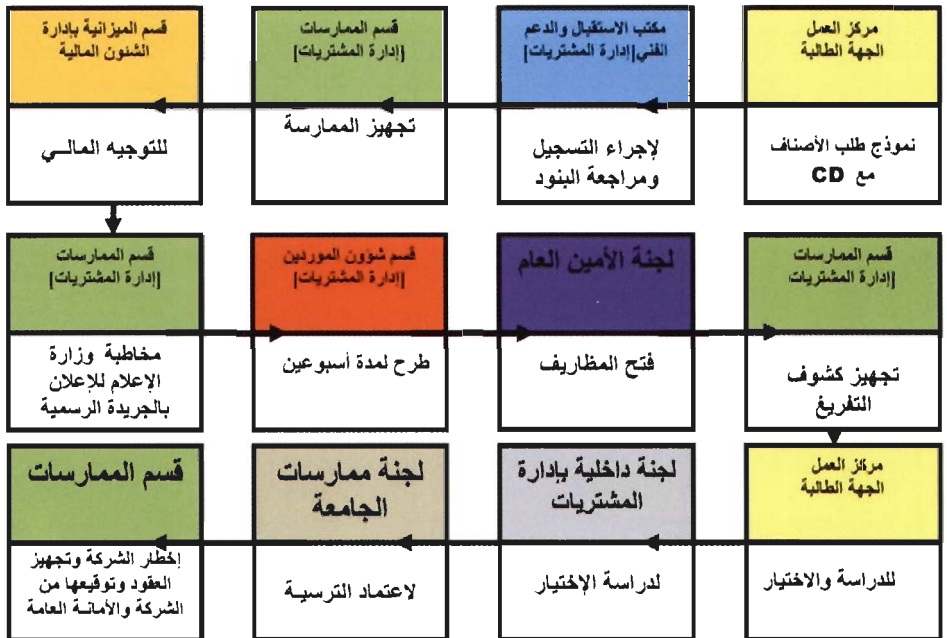 مركز العمل
الجهة الطالبة
نموذج طلب الأصناف
مع CD
مكتب الاستقبال والدعم
الفني[إدارة المشتريات]
لإجراء التسجيل
ومراجعة البنود
قسم الممارسات
[إدارة المشتريات]
تجهيز الممارسة
قسم الميزانية بإدارة
الشئون المالية
للتوجيه المالــي
قسم الممارسات
[إدارة المشتريات]
مخاطبة وزارة
الإعلام للإعلان
بالجريدة الرسمية
قسم شؤون الموردين
[إدارة المشتريات]
طرح لمدة أسبوعين
لجنة الأمين العام
فتح المظاريف
قسم الممارسات
[إدارة المشتريات]
تجهيز كشوف
التفريغ
مركز العمل
الجهة الطالبة
للدراسة والاختيار
لجنة داخلية بإدارة
المشتريات
لدراسة الإختيار
لجنة ممارسات
الجامعة
لاعتماد الترسيـة
قسم الممارسات
إخطار الشركة وتجهيز
العقود وتوقيعها من
الشركة والأمانـة العامة